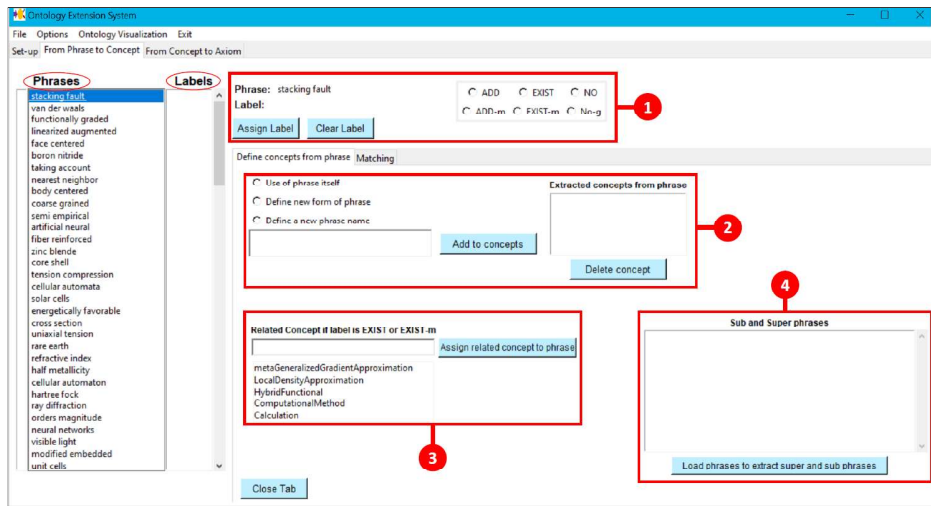 Ontology Extension System
File Options Ontology Visualization Exit
Set-up From Phrase to Concept From Concept to Axiom
Phrases Labels
stacking fault
van der waals
functionally graded
linearized augmented
face centered
boron nitride
taking account
nearest neighbor
body centered
coarse grained
semi empirical
artificial neural
fiber reinforced
zinc blende
core shell
tension compression
cellular automata
solar cells
energetically favorable
cross section
uniaxial tension
rare earth
refractive index
half metallicity
cellular automaton
hartree fock
ray diffraction
orders magnitude
neural networks
visible light
modified embedded
unit cells
Phrase: stacking fault
Label:
ADD EXIST NO
ADD-m EXIST-m No-g
Assign Label Clear Label
1
Define concepts from phrase Matching
Use of phrase itself
Define new form of phrase
Define a new phrase name
Add to concepts
Extracted concepts from phrase
Delete concept
2
Related Concept if label is EXIST or EXIST-m
Assign related concept to phrase
metaGeneralizedGradientApproximation
LocalDensityApproximation
HybridFunctional
ComputationalMethod
Calculation
3
4
Sub and Super phrases
Load phrases to extract super and sub phrases
Close Tab